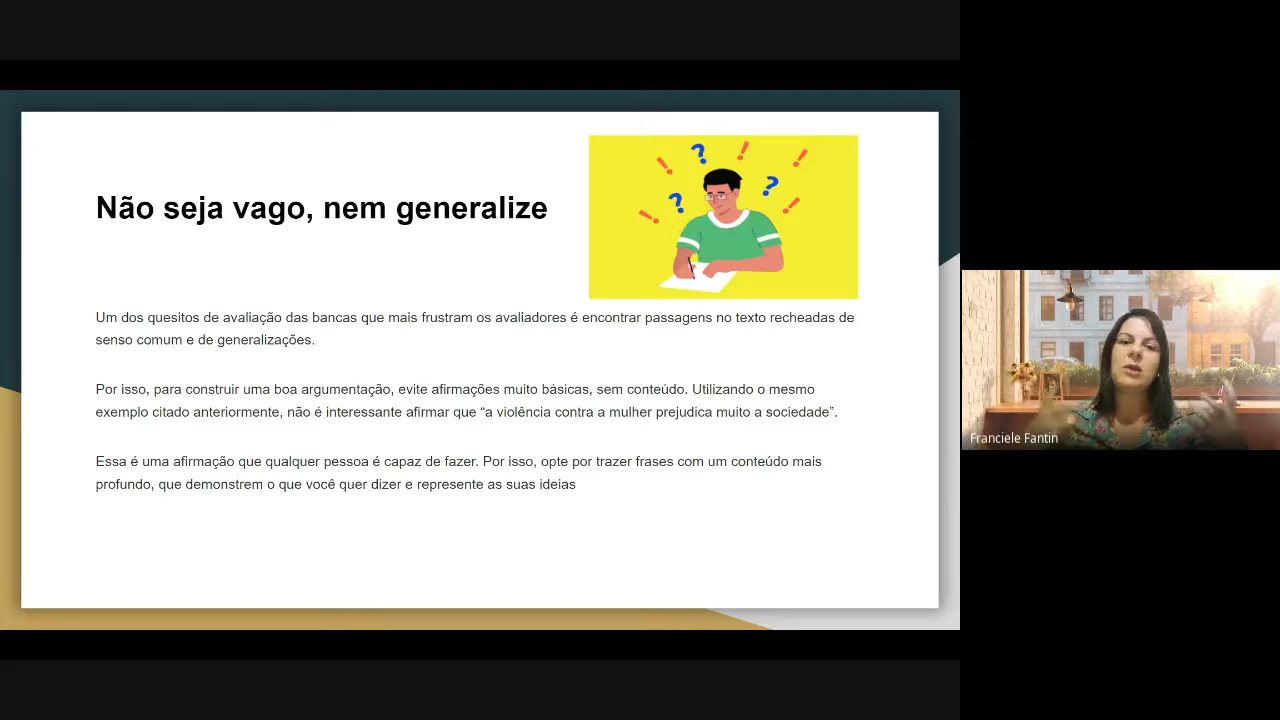 Não seja vago, nem generalize
Um dos quesitos de avaliação das bancas que mais frustram os avaliadores é encontrar passagens no texto recheadas de
senso comum e de generalizações.
Por isso, para construir uma boa argumentação, evite afirmações muito básicas, sem conteúdo. Utilizando o mesmo
exemplo citado anteriormente, não é interessante afirmar que “a violência contra a mulher prejudica muito a sociedade”.
Essa é uma afirmação que qualquer pessoa é capaz de fazer. Por isso, opte por trazer frases com um conteúdo mais
profundo, que demonstrem o que você quer dizer e represente as suas ideias
Franciele Fantin